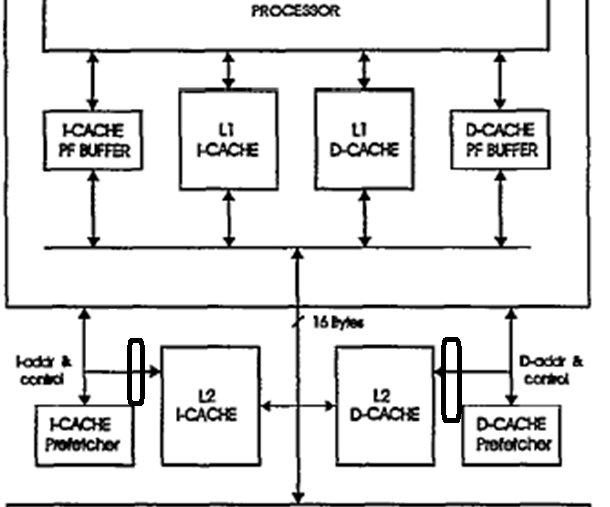 PROCESSOR
I-CACHE
PF BUFFER
L1
I-CACHE
L1
D-CACHE
D-CACHE
PF BUFFER
16 Bytes
I-addr &
control
L2
I-CACHE
L2
D-CACHE
D-addr &
control
I-CACHE
Prefetcher
D-CACHE
Prefetcher